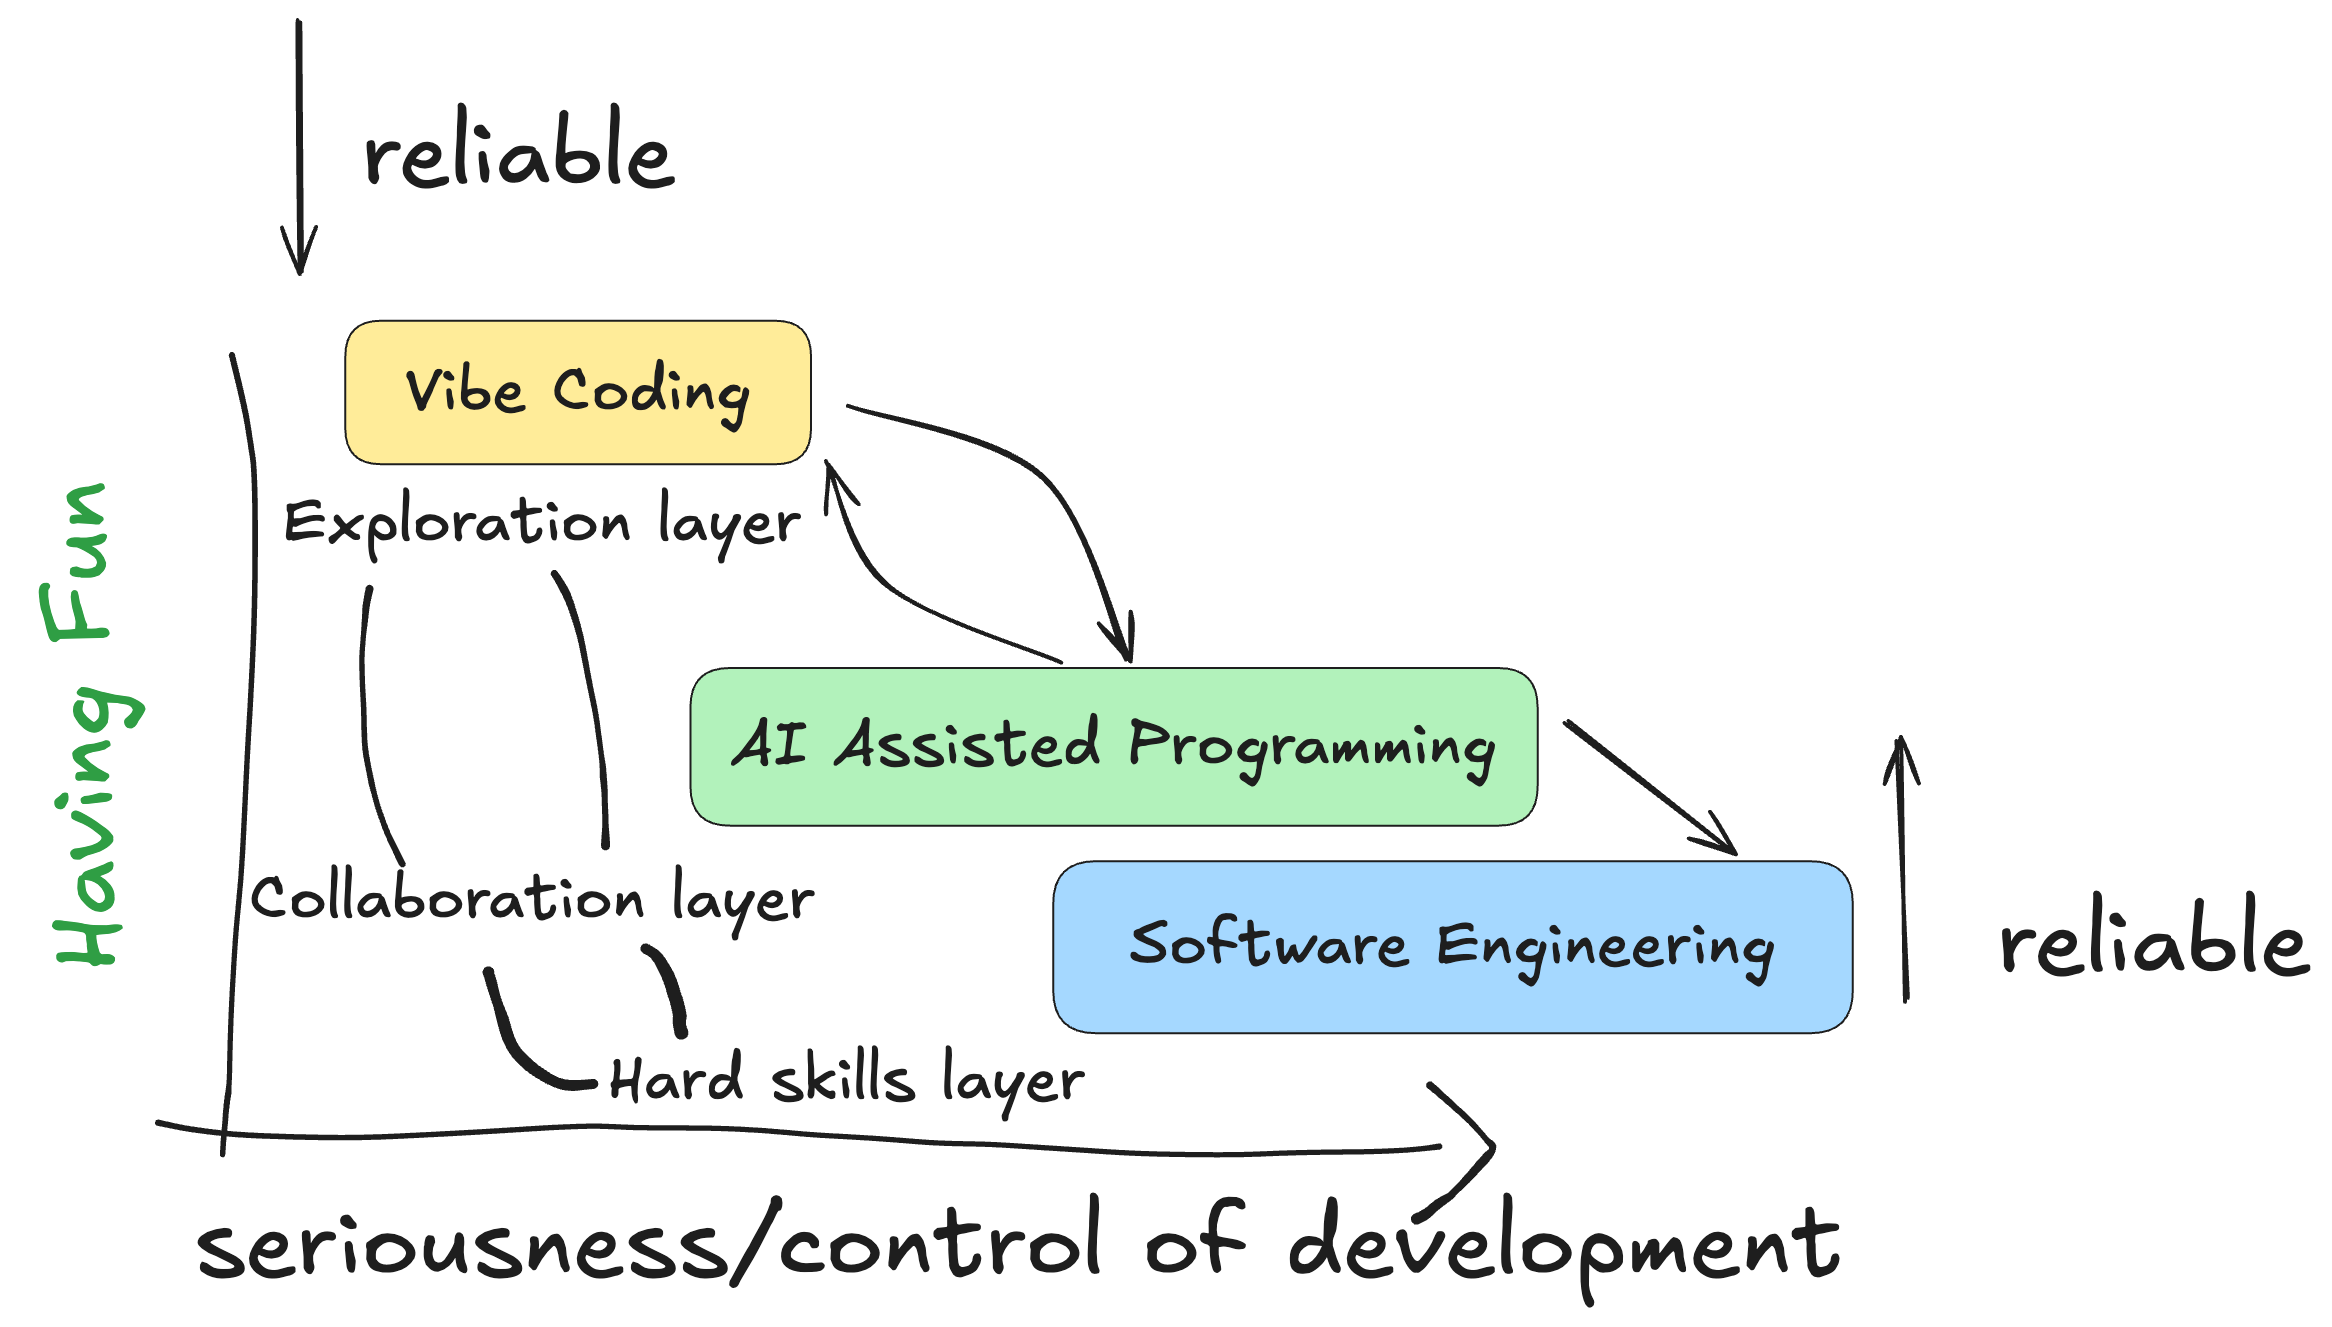 reliable
Vibe Coding
Exploration layer
Having Fun
AI Assisted Programming
Collaboration layer
Software Engineering
reliable
Hard skills layer
seriousness/control of development